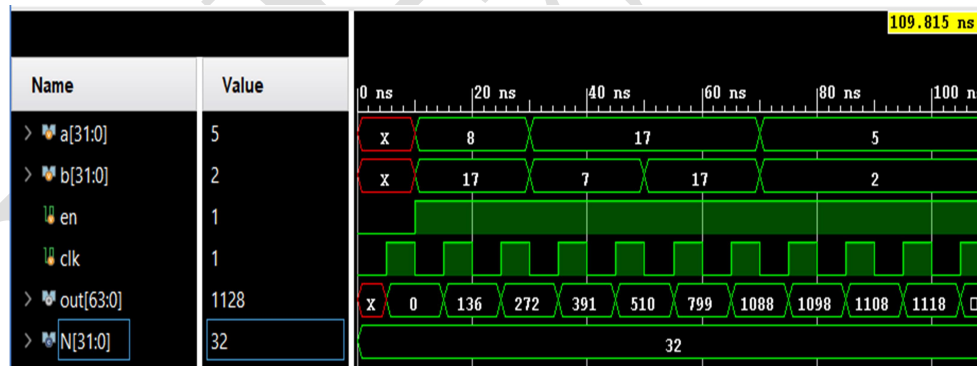 109.815 ns
Name Value
0 ns 20 ns 40 ns 60 ns 80 ns 100 n
a[31:0] 5 X 8 17 5
b[31:0] 2 X 17 7 17 2
en 1
clk 1
out[63:0] 1128 X 0 136 272 391 510 799 1088 1098 1108 1118
N[31:0] 32 32